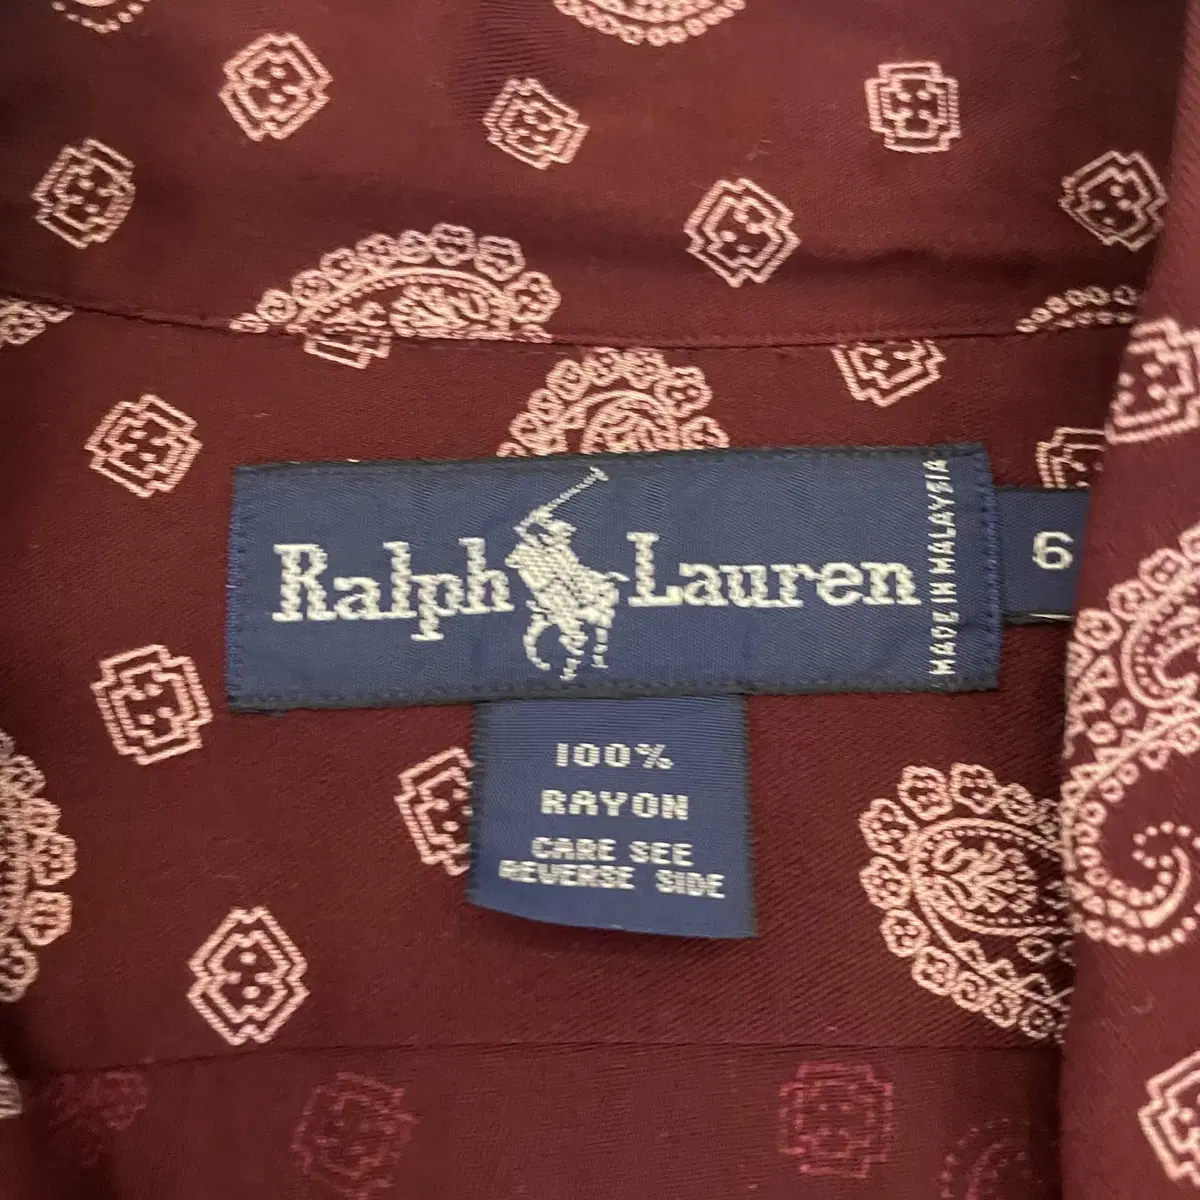 Ralph Lauren
MADE IN MALAYSIA
6
100%
RAYON
CARE SEE
REVERSE SIDE